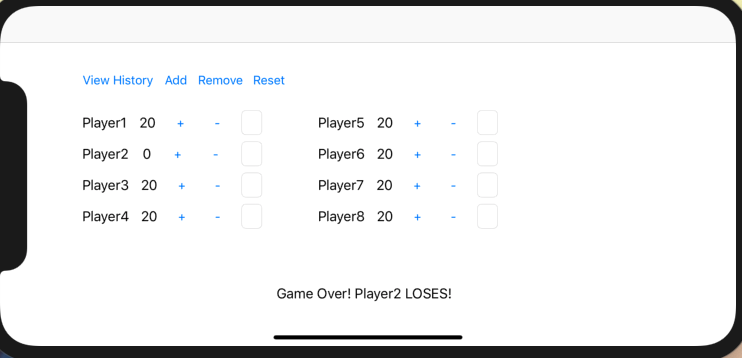 View History Add Remove Reset
Player1 20 + - Player5 20 + -
Player2 0 + - Player6 20 + -
Player3 20 + - Player7 20 + -
Player4 20 + - Player8 20 + -
Game Over! Player2 LOSES!